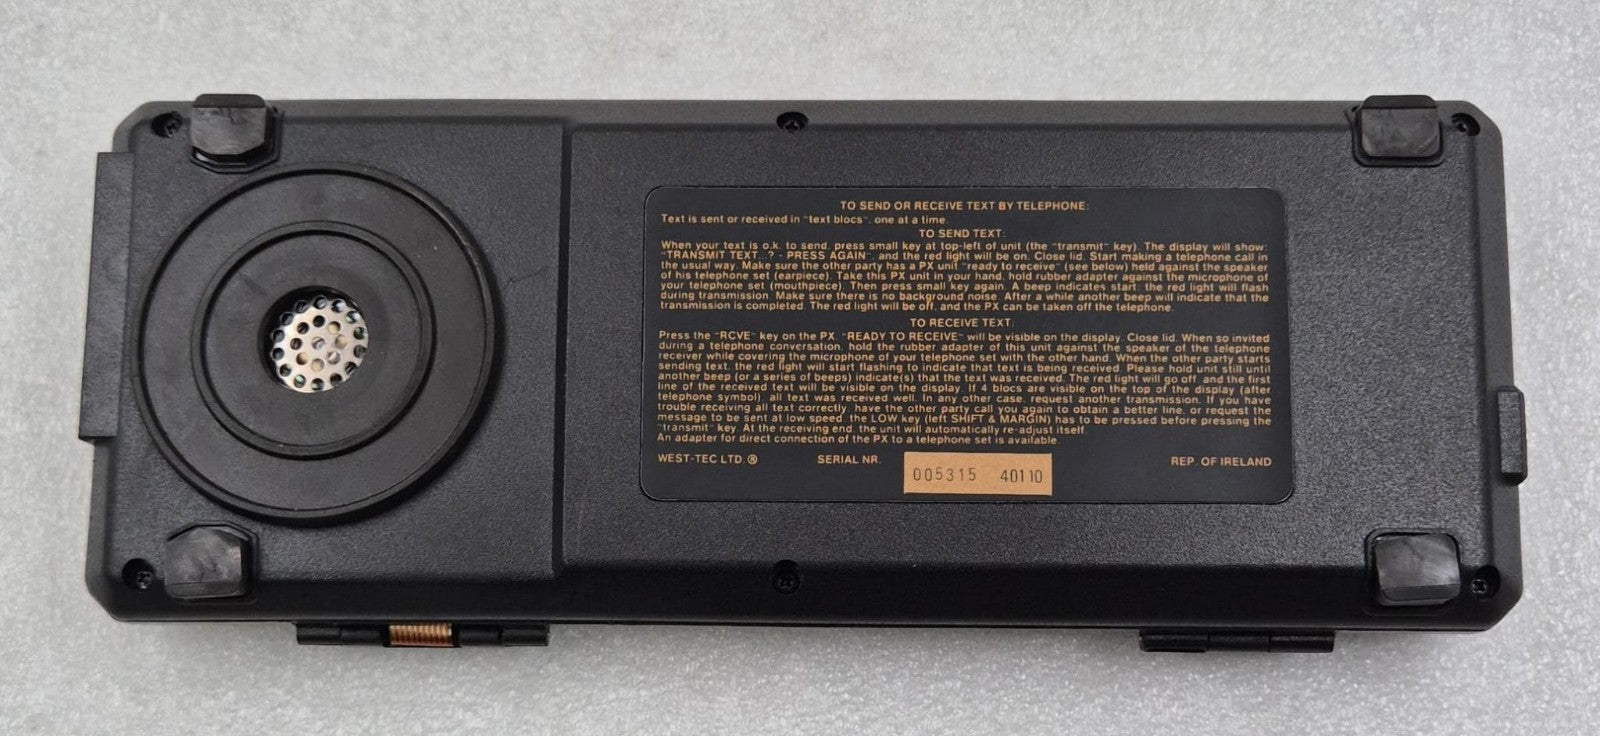 TO SEND OR RECEIVE TEXT BY TELEPHONE:
Text is sent or received in "text blocs". one at a time.
TO SEND TEXT:
When your text is o.k. to send, press small key at top-left of unit (the "transmit" key). The display will show:
"TRANSMIT TEXT...? - PRESS AGAIN", and the red light will be on. Close lid. Start making a telephone call in
the usual way. Make sure the other party has a PX unit "ready to receive" (see below) held against the speaker
of his telephone set (earpiece). Take this PX unit in your hand, hold rubber adapter against the microphone of
your telephone set (mouthpiece). Then press small key again. A beep indicates start: the red light will flash
during transmission. Make sure there is no background noise. After a while another beep will indicate that the
transmission is completed. The red light will be off, and the PX can be taken off the telephone.
TO RECEIVE TEXT:
Press the "RCVE" key on the PX. "READY TO RECEIVE" will be visible on the display. Close lid. When so invited
during a telephone conversation, hold the rubber adapter of this unit against the speaker of the telephone
receiver while covering the microphone of your telephone set with the other hand. When the other party starts
sending text, the red light will start flashing to indicate that text is being received. Please hold unit still until
another beep (or a series of beeps) indicate(s) that the text was received. The red light will go off, and the first
line of the received text will be visible on the display. If 4 blocs are visible on the top of the display (after
telephone symbol), all text was received well. In any other case, request another transmission. If you have
trouble receiving all text correctly, have the other party call you again to obtain a better line, or request the
message to be sent at low speed, the LOW key (left SHIFT & MARGIN) has to be pressed before pressing the
"transmit" key. At the receiving end, the unit will automatically re-adjust itself.
An adapter for direct connection of the PX to a telephone set is available.
WEST-TEC LTD.® SERIAL NR. 005315 40110 REP. OF IRELAND